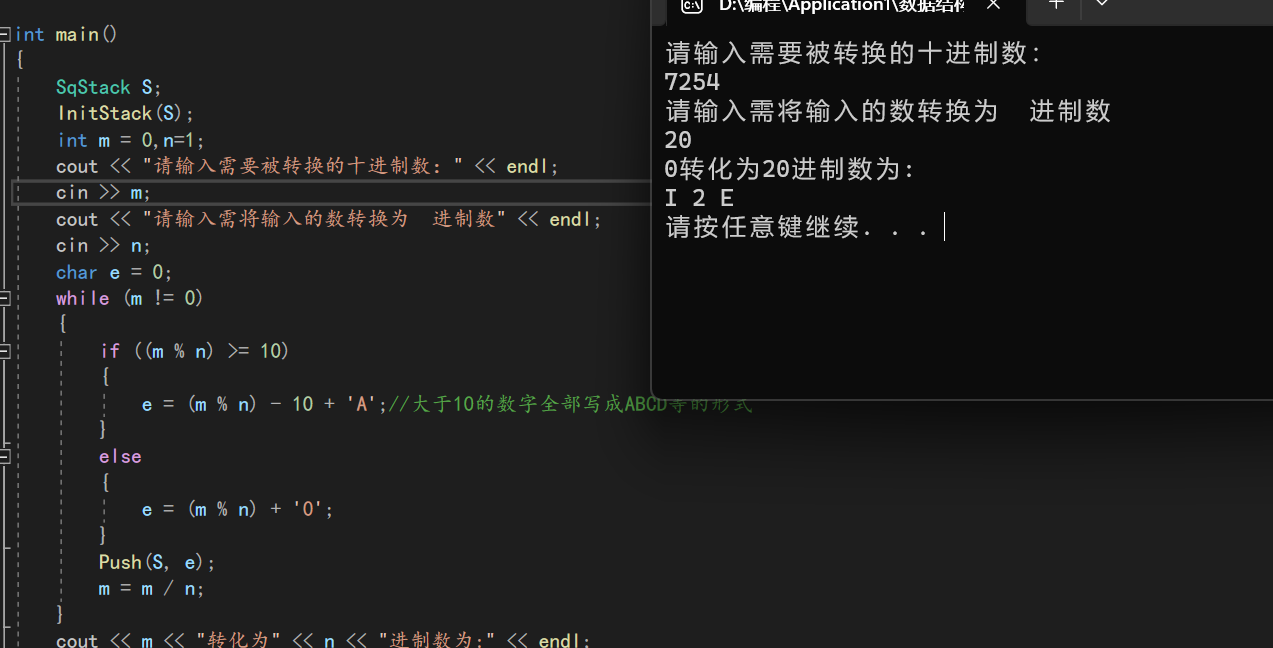 int main()
{
SqStack S;
InitStack(S);
int m = 0,n=1;
cout << "请输入需要被转换的十进制数：" << endl;
cin >> m;
cout << "请输入需将输入的数转换为  进制数" << endl;
cin >> n;
char e = 0;
while (m != 0)
{
if ((m % n) >= 10)
{
e = (m % n) - 10 + 'A';//大于10的数字全部写成ABCD等的形式
}
else
{
e = (m % n) + '0';
}
Push(S, e);
m = m / n;
}
cout << m << "转化为" << n << "进制数为:" << endl;
D:\编程\Application1\数据结构
请输入需要被转换的十进制数：
7254
请输入需将输入的数转换为  进制数
20
0转化为20进制数为:
I 2 E
请按任意键继续. . .